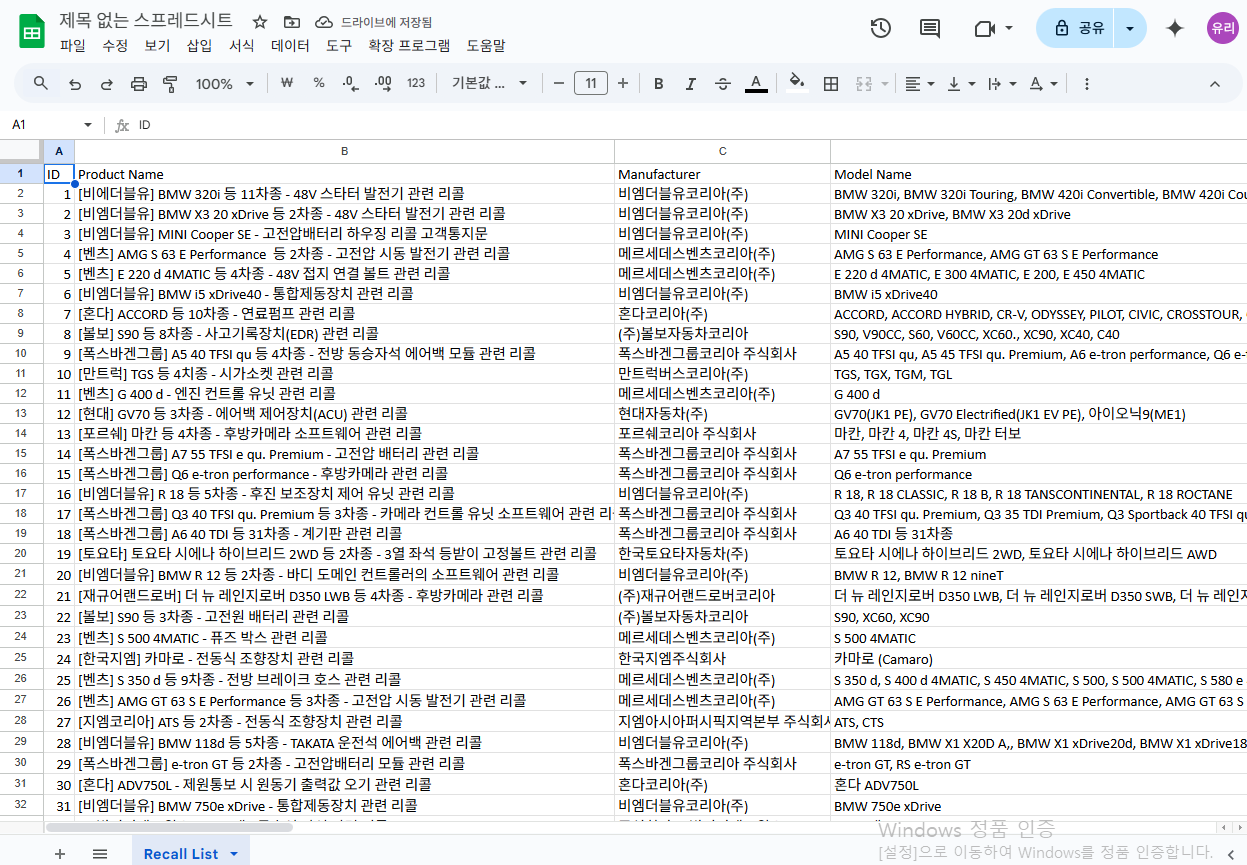 제목 없는 스프레드시트
드라이브에 저장됨
파일 수정 보기 삽입 서식 데이터 도구 확장 프로그램 도움말
공유
유리
100% ₩ % .0 .00 123 기본값 ... 11 B I S A
A1 fx ID
A B C
1 ID Product Name Manufacturer Model Name
2 1 [비에더블유] BMW 320i 등 11차종 - 48V 스타터 발전기 관련 리콜 비엠더블유코리아(주) BMW 320i, BMW 320i Touring, BMW 420i Convertible, BMW 420i Cou
3 2 [비엠더블유] BMW X3 20 xDrive 등 2차종 - 48V 스타터 발전기 관련 리콜 비엠더블유코리아(주) BMW X3 20 xDrive, BMW X3 20d xDrive
4 3 [비엠더블유] MINI Cooper SE - 고전압배터리 하우징 리콜 고객통지문 비엠더블유코리아(주) MINI Cooper SE
5 4 [벤츠] AMG S 63 E Performance 등 2차종 - 고전압 시동 발전기 관련 리콜 메르세데스벤츠코리아(주) AMG S 63 E Performance, AMG GT 63 S E Performance
6 5 [벤츠] E 220 d 4MATIC 등 4차종 - 48V 접지 연결 볼트 관련 리콜 메르세데스벤츠코리아(주) E 220 d 4MATIC, E 300 4MATIC, E 200, E 450 4MATIC
7 6 [비엠더블유] BMW i5 xDrive40 - 통합제동장치 관련 리콜 비엠더블유코리아(주) BMW i5 xDrive40
8 7 [혼다] ACCORD 등 10차종 - 연료펌프 관련 리콜 혼다코리아(주) ACCORD, ACCORD HYBRID, CR-V, ODYSSEY, PILOT, CIVIC, CROSSTOUR,
9 8 [볼보] S90 등 8차종 - 사고기록장치(EDR) 관련 리콜 (주)볼보자동차코리아 S90, V90CC, S60, V60CC, XC60., XC90, XC40, C40
10 9 [폭스바겐그룹] A5 40 TFSI qu 등 4차종 - 전방 동승자석 에어백 모듈 관련 리콜 폭스바겐그룹코리아 주식회사 A5 40 TFSI qu, A5 45 TFSI qu. Premium, A6 e-tron performance, Q6 e-t
11 10 [만트럭] TGS 등 4치종 - 시가소켓 관련 리콜 만트럭버스코리아(주) TGS, TGX, TGM, TGL
12 11 [벤츠] G 400 d - 엔진 컨트롤 유닛 관련 리콜 메르세데스벤츠코리아(주) G 400 d
13 12 [현대] GV70 등 3차종 - 에어백 제어장치(ACU) 관련 리콜 현대자동차(주) GV70(JK1 PE), GV70 Electrified(JK1 EV PE), 아이오닉9(ME1)
14 13 [포르쉐] 마칸 등 4차종 - 후방카메라 소프트웨어 관련 리콜 포르쉐코리아 주식회사 마칸, 마칸 4, 마칸 4S, 마칸 터보
15 14 [폭스바겐그룹] A7 55 TFSI e qu. Premium - 고전압 배터리 관련 리콜 폭스바겐그룹코리아 주식회사 A7 55 TFSI e qu. Premium
16 15 [폭스바겐그룹] Q6 e-tron performance - 후방카메라 관련 리콜 폭스바겐그룹코리아 주식회사 Q6 e-tron performance
17 16 [비엠더블유] R 18 등 5차종 - 후진 보조장치 제어 유닛 관련 리콜 비엠더블유코리아(주) R 18, R 18 CLASSIC, R 18 B, R 18 TANSCONTINENTAL, R 18 ROCTANE
18 17 [폭스바겐그룹] Q3 40 TFSI qu. Premium 등 3차종 - 카메라 컨트롤 유닛 소프트웨어 관련 리 폭스바겐그룹코리아 주식회사 Q3 40 TFSI qu. Premium, Q3 35 TDI Premium, Q3 Sportback 40 TFSI qu
19 18 [폭스바겐그룹] A6 40 TDI 등 31차종 - 계기판 관련 리콜 폭스바겐그룹코리아 주식회사 A6 40 TDI 등 31차종
20 19 [토요타] 토요타 시에나 하이브리드 2WD 등 2차종 - 3열 좌석 등받이 고정볼트 관련 리콜 한국토요타자동차(주) 토요타 시에나 하이브리드 2WD, 토요타 시에나 하이브리드 AWD
21 20 [비엠더블유] BMW R 12 등 2차종 - 바디 도메인 컨트롤러의 소프트웨어 관련 리콜 비엠더블유코리아(주) BMW R 12, BMW R 12 nineT
22 21 [재규어랜드로버] 더 뉴 레인지로버 D350 LWB 등 4차종 - 후방카메라 관련 리콜 (주)재규어랜드로버코리아 더 뉴 레인지로버 D350 LWB, 더 뉴 레인지로버 D350 SWB, 더 뉴 레인지
23 22 [볼보] S90 등 3차종 - 고전원 배터리 관련 리콜 (주)볼보자동차코리아 S90, XC60, XC90
24 23 [벤츠] S 500 4MATIC - 퓨즈 박스 관련 리콜 메르세데스벤츠코리아(주) S 500 4MATIC
25 24 [한국지엠] 카마로 - 전동식 조향장치 관련 리콜 한국지엠주식회사 카마로 (Camaro)
26 25 [벤츠] S 350 d 등 9차종 - 전방 브레이크 호스 관련 리콜 메르세데스벤츠코리아(주) S 350 d, S 400 d 4MATIC, S 450 4MATIC, S 500, S 500 4MATIC, S 580 e
27 26 [벤츠] AMG GT 63 S E Performance 등 3차종 - 고전압 시동 발전기 관련 리콜 메르세데스벤츠코리아(주) AMG GT 63 S E Performance, AMG S 63 E Performance, AMG GT 63 S
28 27 [지엠코리아] ATS 등 2차종 - 전동식 조향장치 관련 리콜 지엠아시아퍼시픽지역본부 주식회사 ATS, CTS
29 28 [비엠더블유] BMW 118d 등 5차종 - TAKATA 운전석 에어백 관련 리콜 비엠더블유코리아(주) BMW 118d, BMW X1 X20D A,, BMW X1 xDrive20d, BMW X1 xDrive18
30 29 [폭스바겐그룹] e-tron GT 등 2차종 - 고전압배터리 모듈 관련 리콜 폭스바겐그룹코리아 주식회사 e-tron GT, RS e-tron GT
31 30 [혼다] ADV750L - 제원통보 시 원동기 출력값 오기 관련 리콜 혼다코리아(주) 혼다 ADV750L
32 31 [비엠더블유] BMW 750e xDrive - 통합제동장치 관련 리콜 비엠더블유코리아(주) BMW 750e xDrive
Windows 정품 인증
[설정]으로 이동하여 Windows를 정품 인증합니다.
Recall List